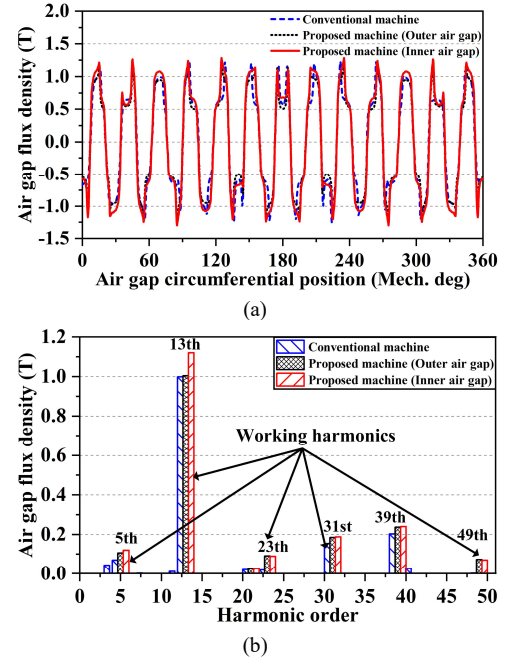 (a)
Conventional machine
Proposed machine (Outer air gap)
Proposed machine (Inner air gap)
Air gap flux density (T)
1.5
1.0
0.5
0.0
-0.5
-1.0
-1.5
0 60 120 180 240 300 360
Air gap circumferential position (Mech. deg)
(a)
Conventional machine
Proposed machine (Outer air gap)
Proposed machine (Inner air gap)
Air gap flux density (T)
1.2
1.0
0.8
0.6
0.4
0.2
0.0
13th
Working harmonics
5th
23th
31st
39th
49th
0 5 10 15 20 25 30 35 40 45 50
Harmonic order
(b)